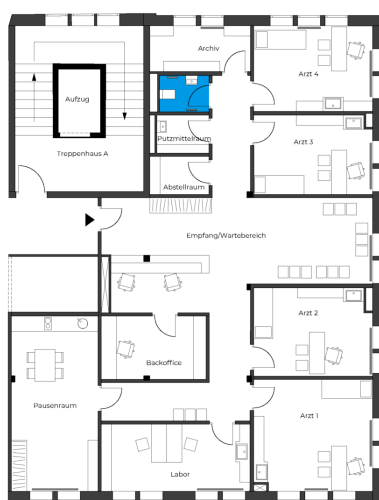 Archiv
Arzt 4
Aufzug
Putzmittelraum
Arzt 3
Treppenhaus A
Abstellraum
Empfang/Wartebereich
Arzt 2
Backoffice
Pausenraum
Arzt 1
Labor